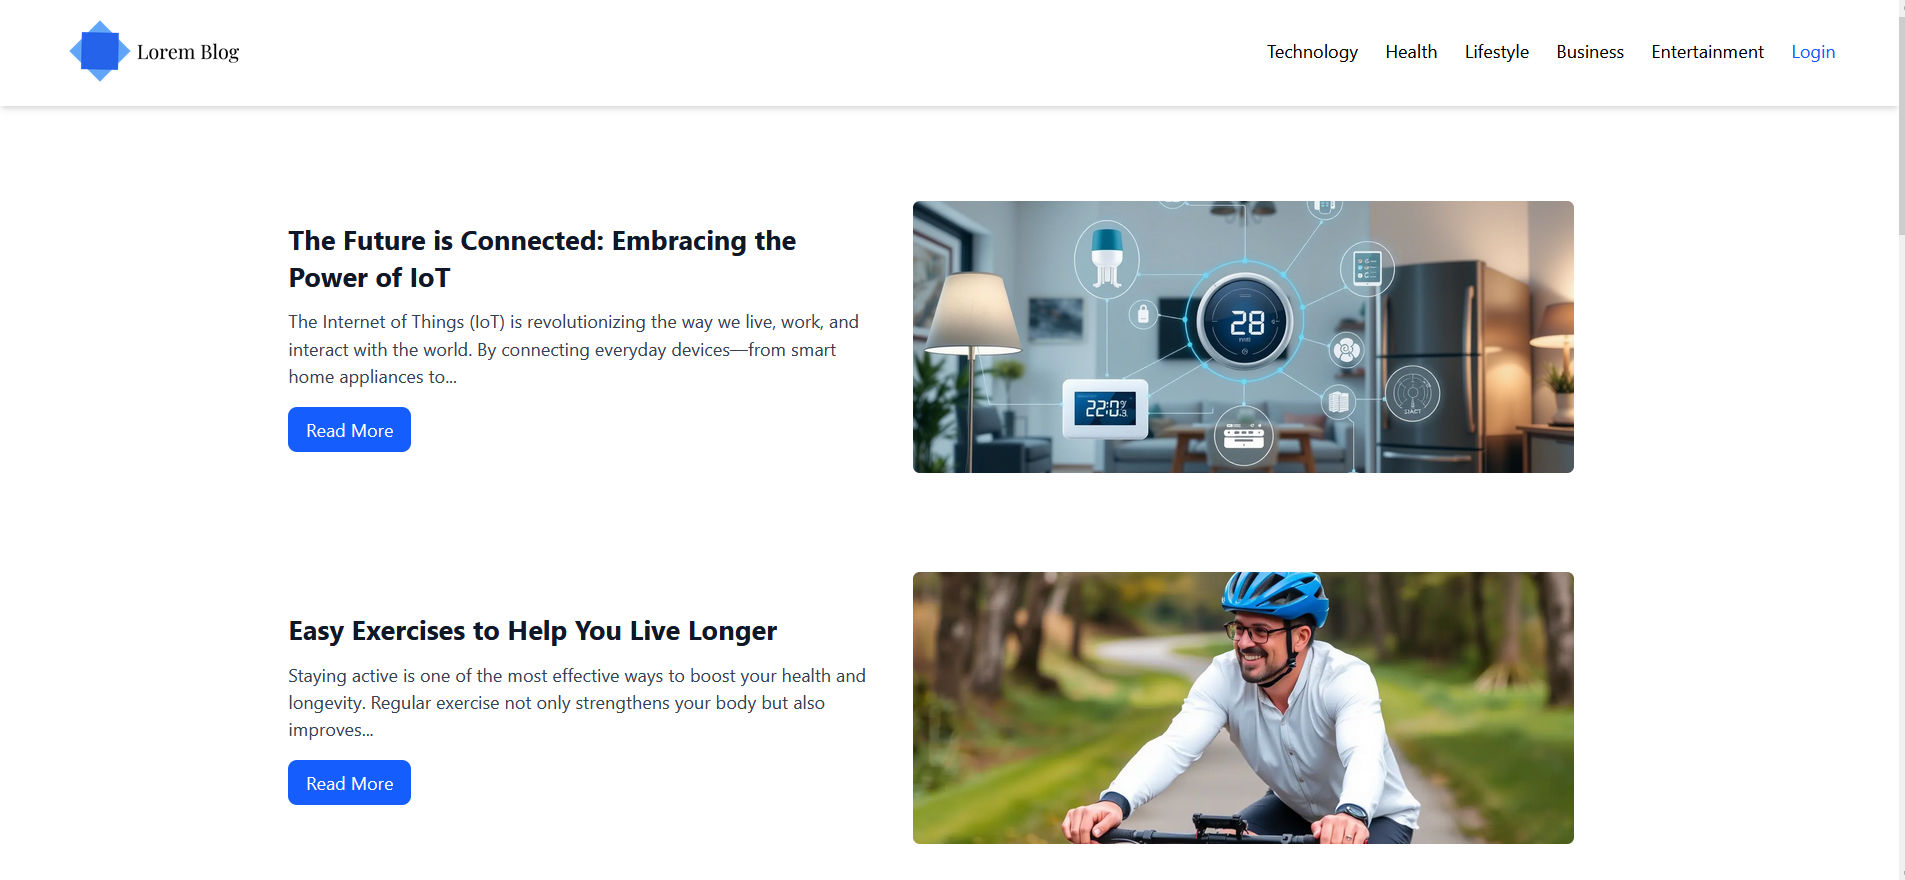 Lorem Blog
Technology Health Lifestyle Business Entertainment Login
The Future is Connected: Embracing the
Power of IoT
The Internet of Things (IoT) is revolutionizing the way we live, work, and
interact with the world. By connecting everyday devices—from smart
home appliances to...
Read More
28
22:0
Easy Exercises to Help You Live Longer
Staying active is one of the most effective ways to boost your health and
longevity. Regular exercise not only strengthens your body but also
improves...
Read More